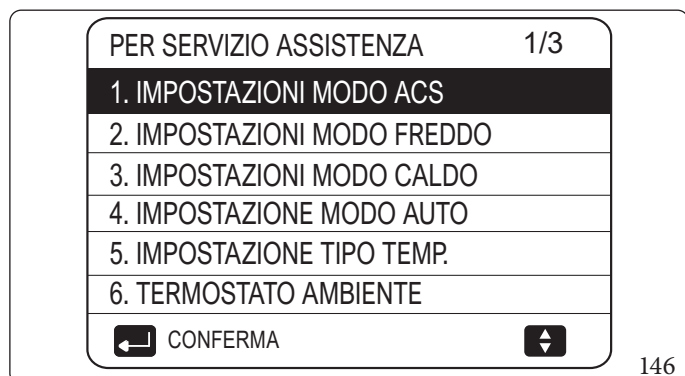 PER SERVIZIO ASSISTENZA 1/3
1. IMPOSTAZIONI MODO ACS
2. IMPOSTAZIONI MODO FREDDO
3. IMPOSTAZIONI MODO CALDO
4. IMPOSTAZIONE MODO AUTO
5. IMPOSTAZIONE TIPO TEMP.
6. TERMOSTATO AMBIENTE
CONFERMA
146